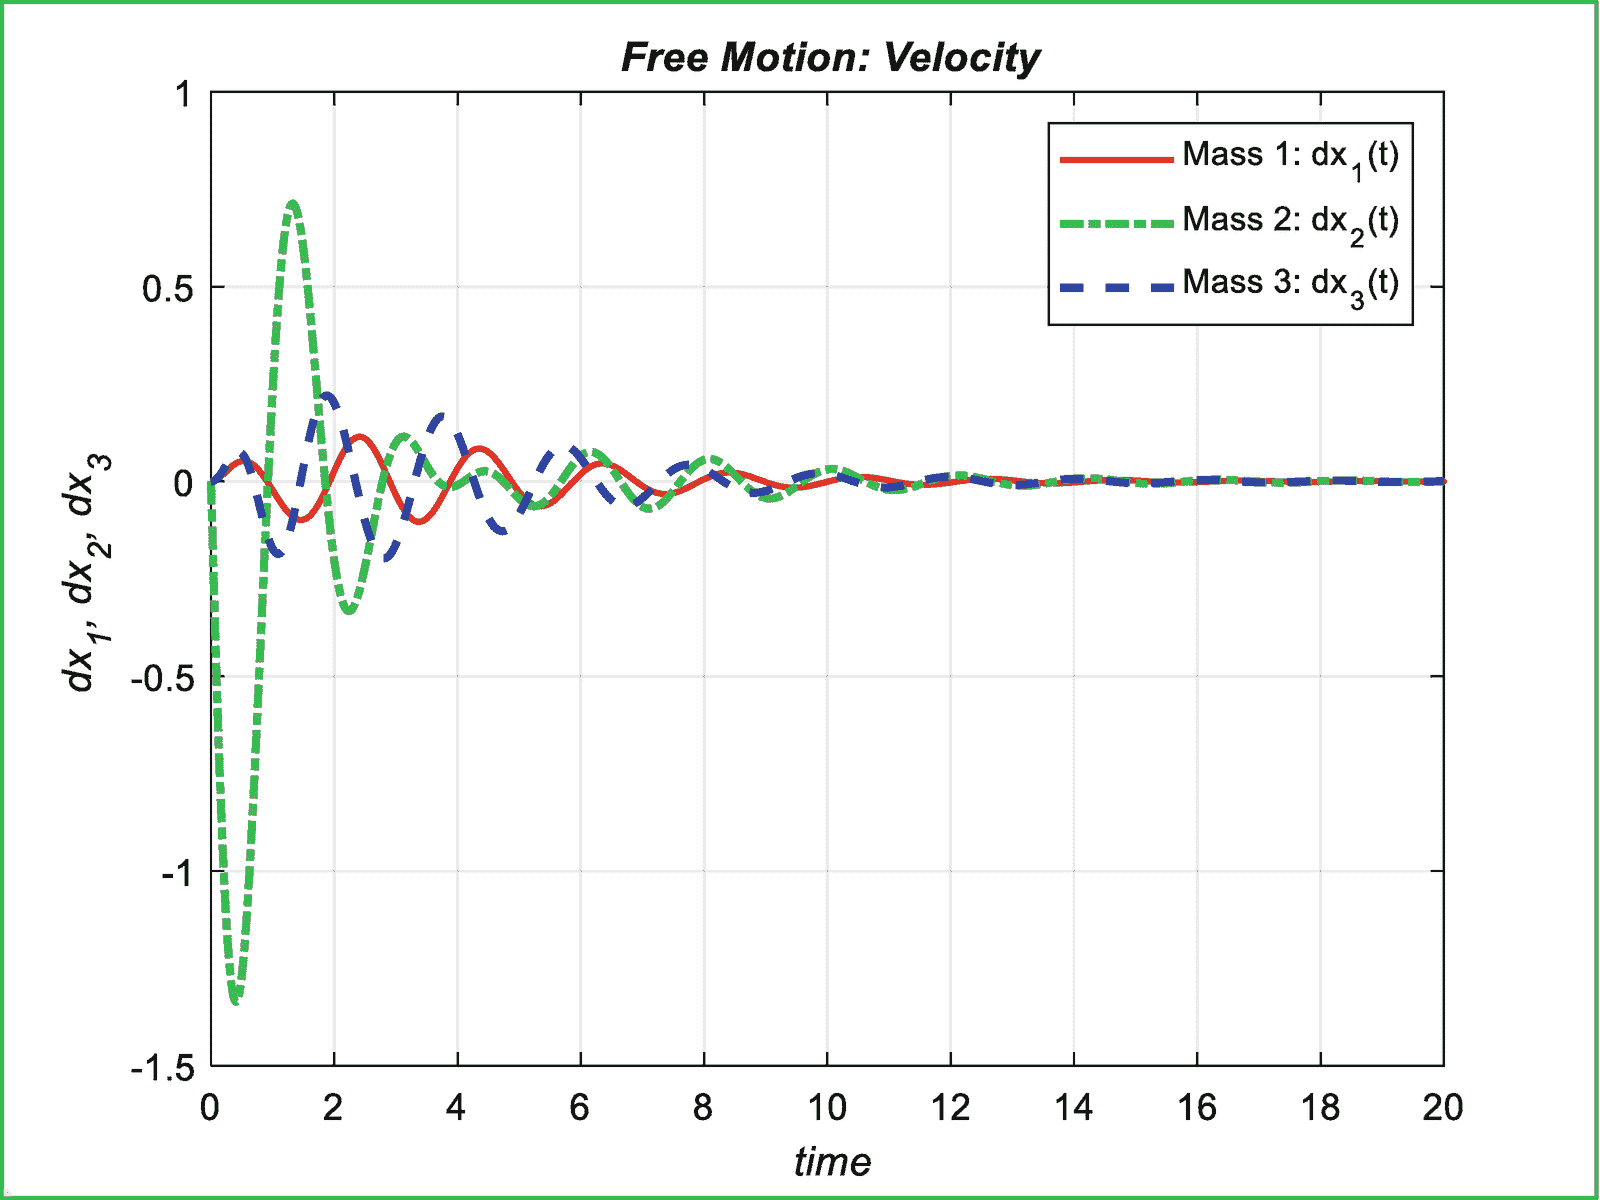 Free Motion: Velocity
1
0.5
0
-0.5
-1
-1.5
dx1, dx2, dx3
Mass 1: dx1(t)
Mass 2: dx2(t)
Mass 3: dx3(t)
0 2 4 6 8 10 12 14 16 18 20
time